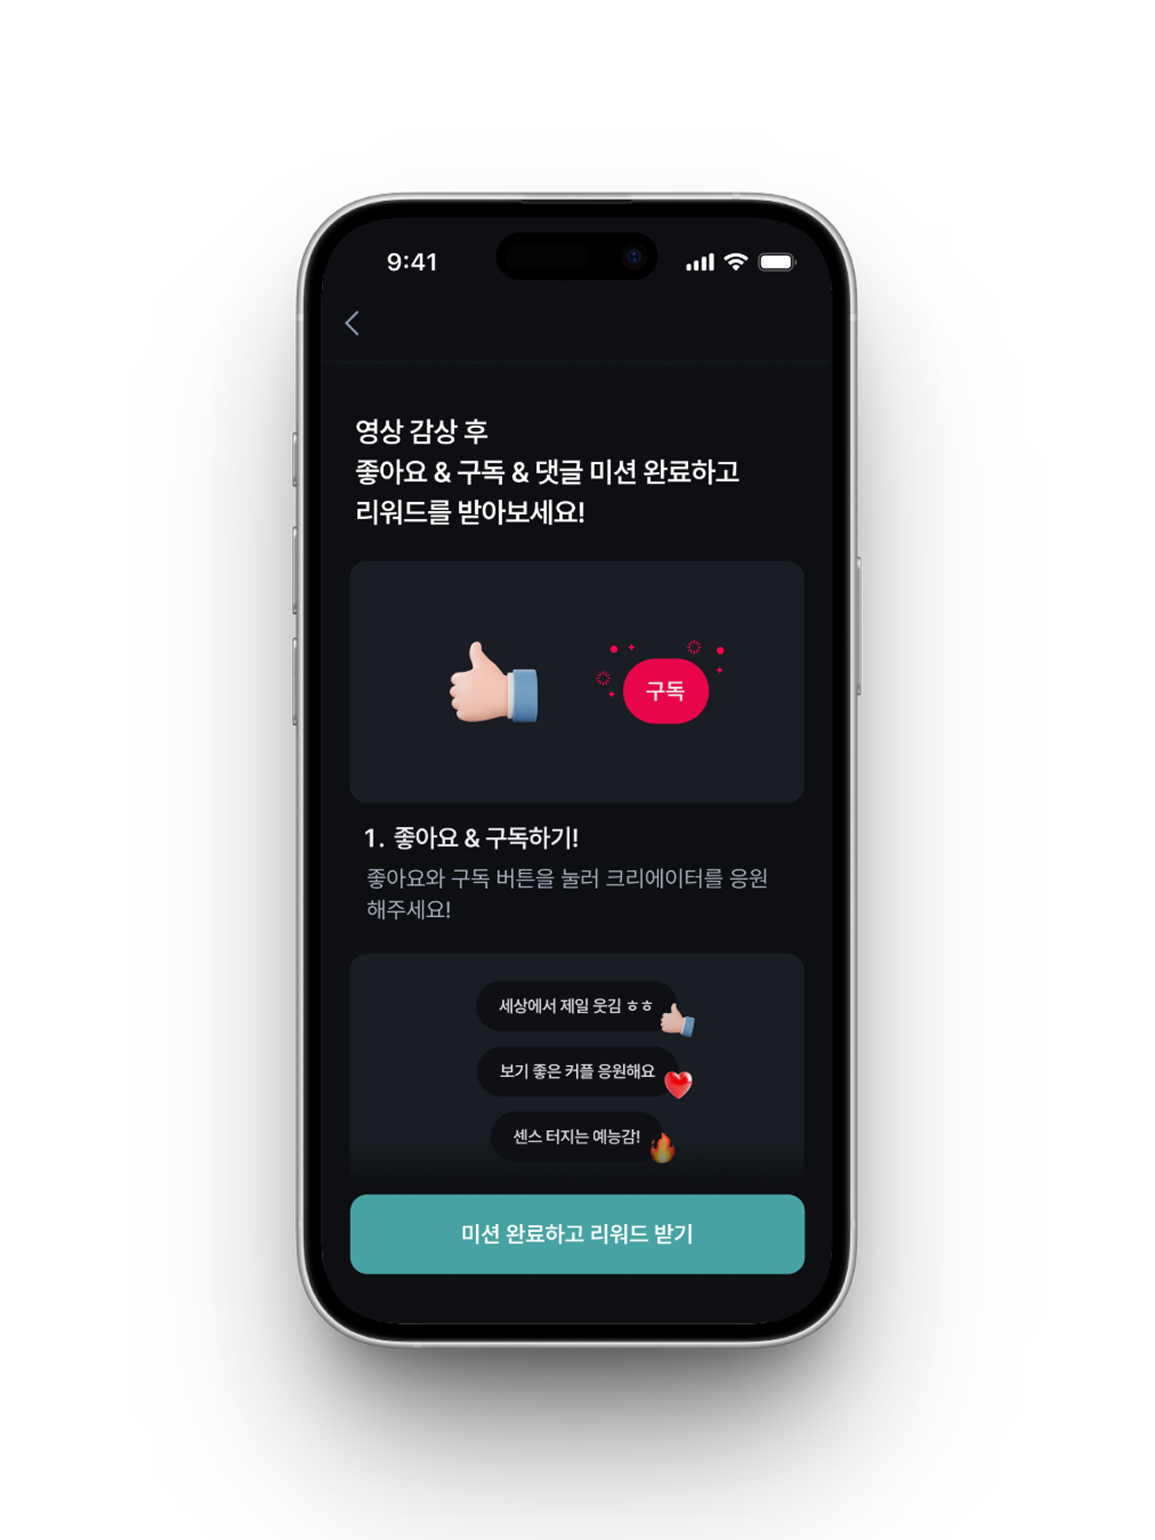 9:41
영상 감상 후
좋아요 & 구독 & 댓글 미션 완료하고
리워드를 받아보세요!
구독
1. 좋아요 & 구독하기!
좋아요와 구독 버튼을 눌러 크리에이터를 응원
해주세요!
세상에서 제일 웃김 ㅎㅎ
보기 좋은 커플 응원해요
센스 터지는 예능감!
미션 완료하고 리워드 받기